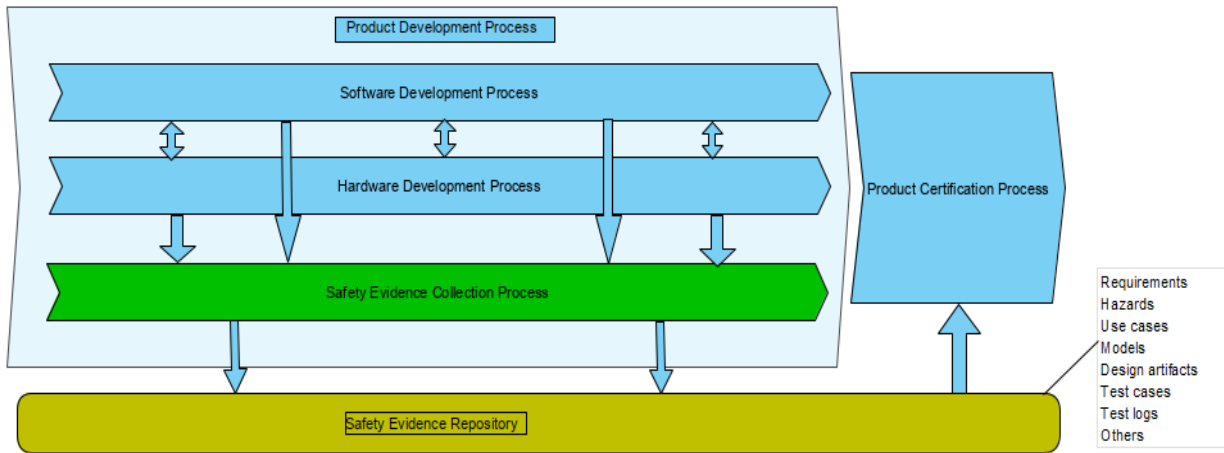 Product Development Process
Software Development Process
Hardware Development Process
Product Certification Process
Safety Evidence Collection Process
Requirements
Hazards
Use cases
Models
Design artifacts
Test cases
Test logs
Others
Safety Evidence Repository